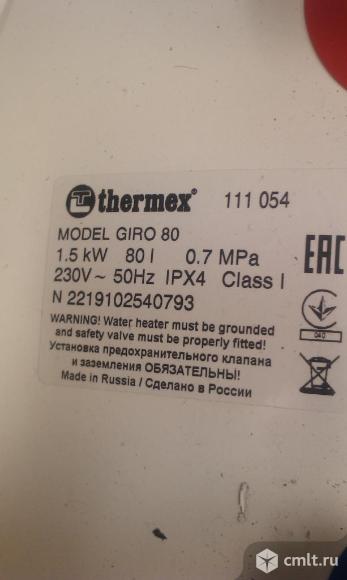 thermex® 111 054
MODEL GIRO 80
1.5 kW 80 l 0.7 MPa
230V~ 50Hz IPX4 Class I
N 2219102540793
WARNING! Water heater must be grounded
and safety valve must be properly fitted!
Установка предохранительного клапана
и заземления ОБЯЗАТЕЛЬНЫ!
Made in Russia / Сделано в России
EAC
040
cmlt.ru